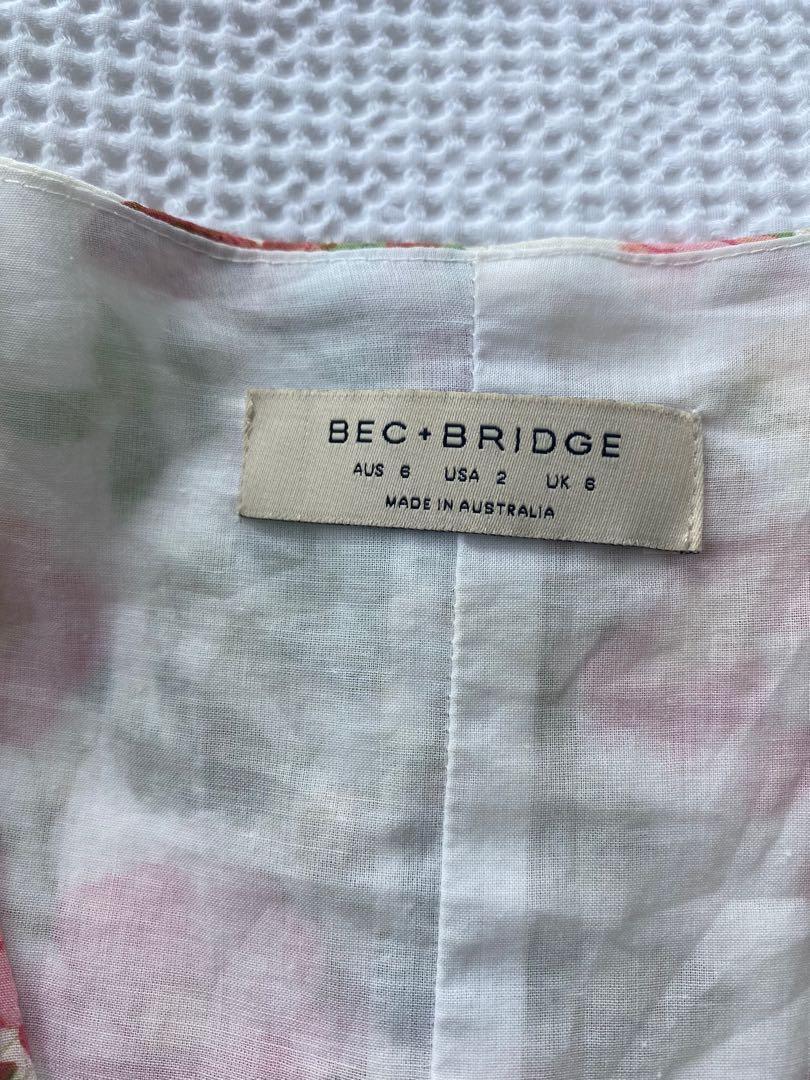 BEC+BRIDGE
AUS 6 USA 2 UK 6
MADE IN AUSTRALIA